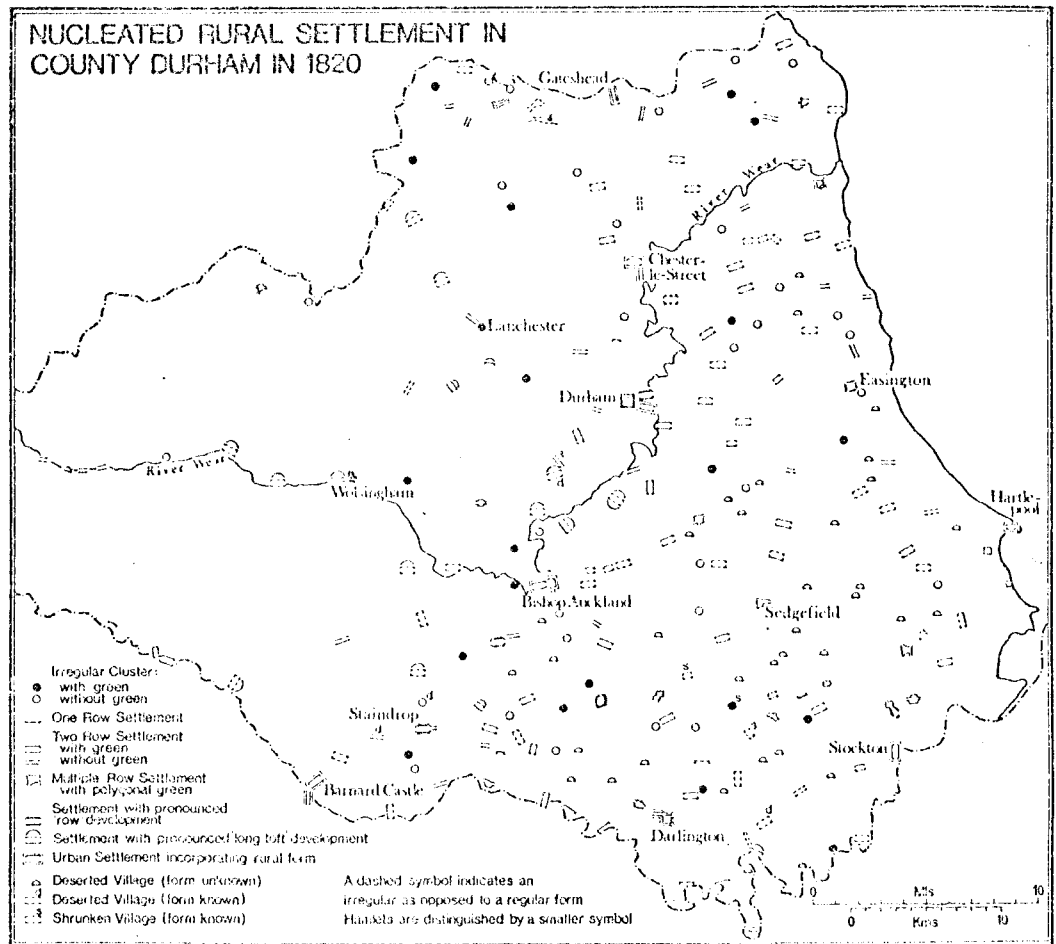 NUCLEATED RURAL SETTLEMENT IN
COUNTY DURHAM IN 1820
Gateshead
River Wear
Chester-
le-Street
Lanchester
Durham
Easington
River Wear
Wolsingham
Hartle-
pool
Bishop Auckland
Sedgefield
Staindrop
Stockton
Barnard Castle
Darlington
s
s
d
d
d
Irregular Cluster:
with green
without green
One Row Settlement
Two Row Settlement
with green
without green
Multiple Row Settlement
with polygonal green
Settlement with pronounced
row development
Settlement with pronounced 'long toft' development
Urban Settlement incorporating rural form
Deserted Village (form unknown)
Deserted Village (form known)
Shrunken Village (form known)
A dashed symbol indicates an
irregular as opposed to a regular form
Hamlets are distinguished by a smaller symbol
0 Mls 10
0 Kms 10